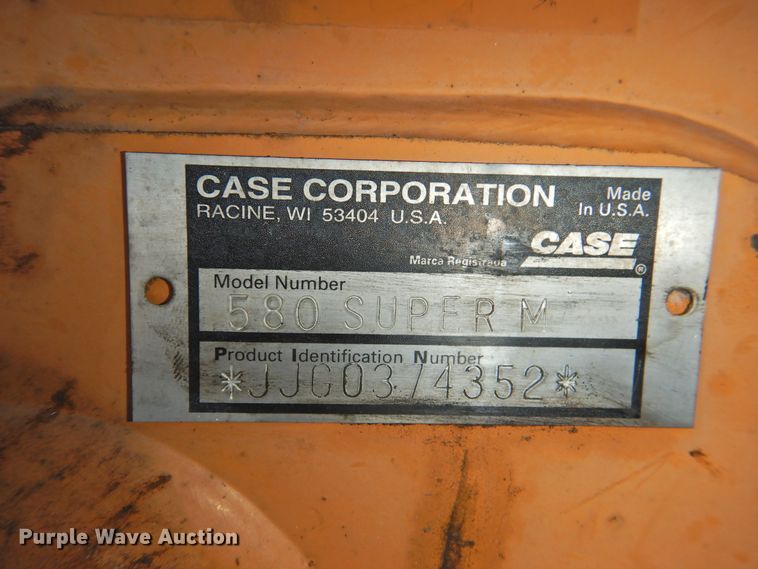 CASE CORPORATION
RACINE, WI 53404 U.S.A.
Made
In U.S.A.
CASE
Marca Registrada
®
Model Number
580 SUPER M
Product Identification Number
*JJG0374352*
Purple Wave Auction